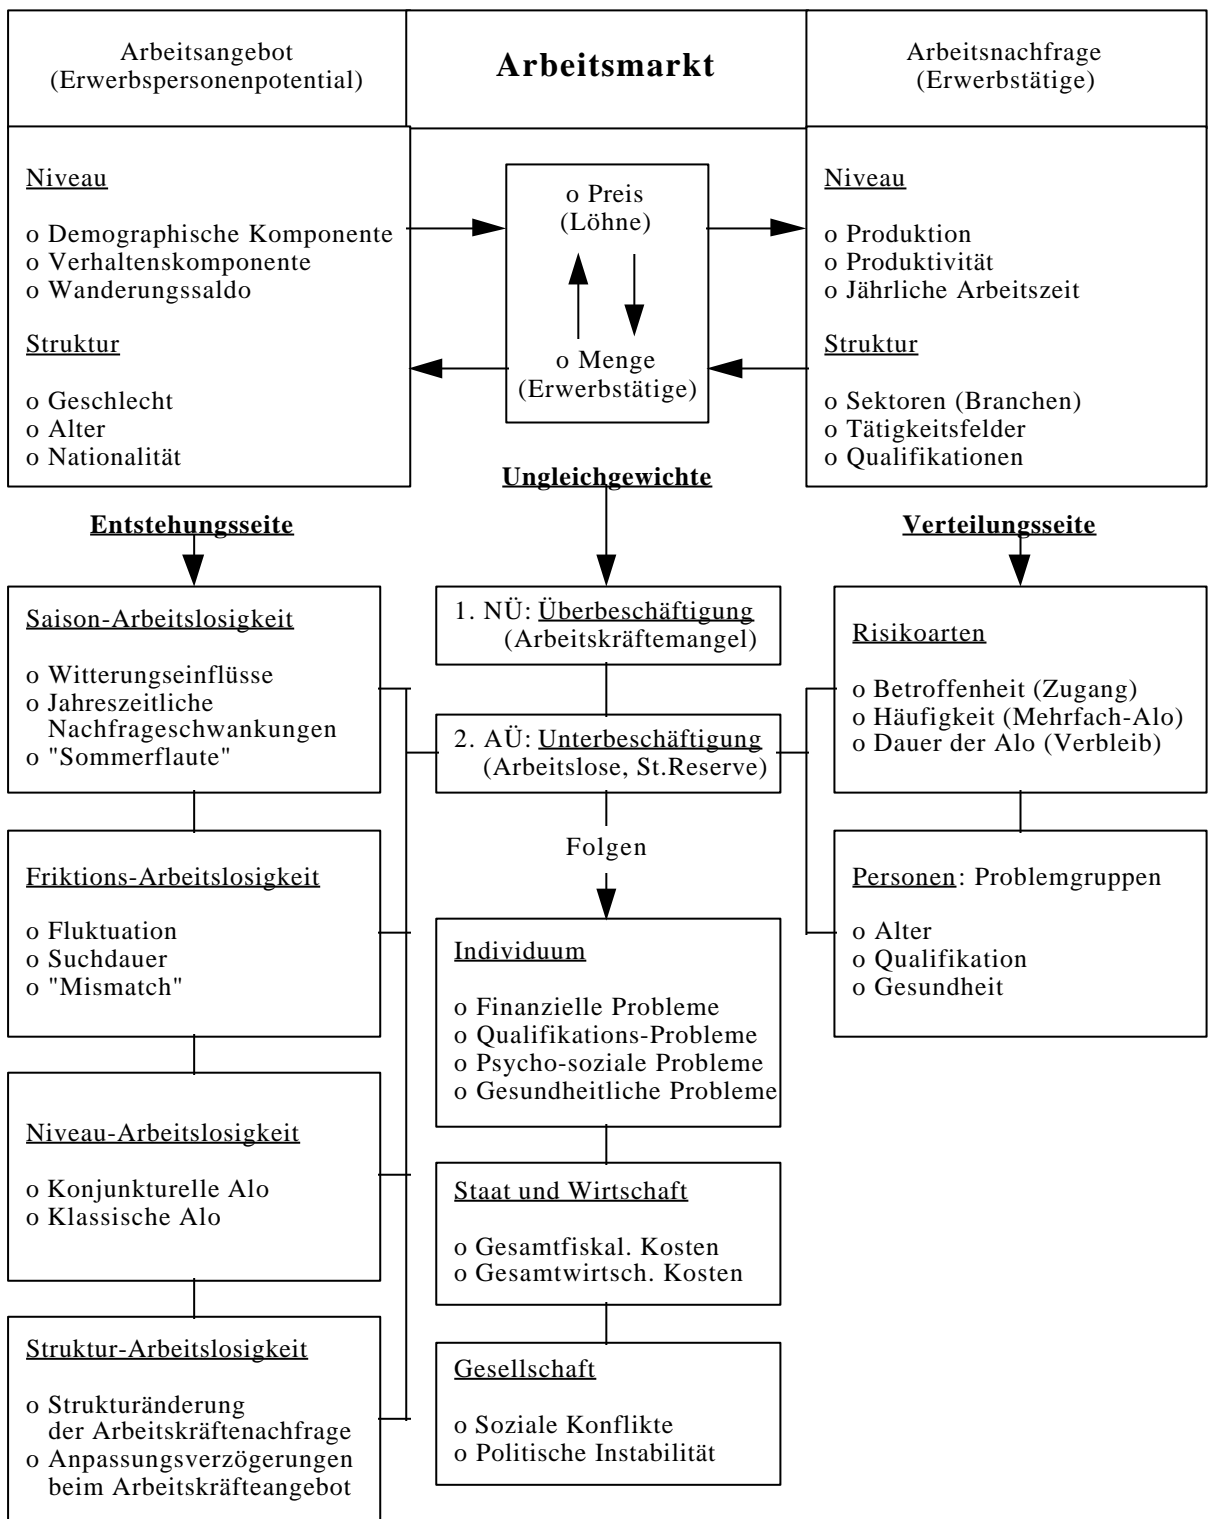 Arbeitsangebot
(Erwerbspersonenpotential)
Arbeitsmarkt
Arbeitsnachfrage
(Erwerbstätige)
Niveau
o Demographische Komponente
o Verhaltenskomponente
o Wanderungssaldo
Struktur
o Geschlecht
o Alter
o Nationalität
o Preis
(Löhne)
o Menge
(Erwerbstätige)
Niveau
o Produktion
o Produktivität
o Jährliche Arbeitszeit
Struktur
o Sektoren (Branchen)
o Tätigkeitsfelder
o Qualifikationen
Ungleichgewichte
Entstehungsseite
Verteilungsseite
Saison-Arbeitslosigkeit
o Witterungseinflüsse
o Jahreszeitliche
Nachfrageschwankungen
o "Sommerflaute"
Friktions-Arbeitslosigkeit
o Fluktuation
o Suchdauer
o "Mismatch"
Niveau-Arbeitslosigkeit
o Konjunkturelle Alo
o Klassische Alo
Struktur-Arbeitslosigkeit
o Strukturänderung
der Arbeitskräftenachfrage
o Anpassungsverzögerungen
beim Arbeitskräfteangebot
1. NÜ: Überbeschäftigung
(Arbeitskräftemangel)
2. AÜ: Unterbeschäftigung
(Arbeitslose, St.Reserve)
Folgen
Individuum
o Finanzielle Probleme
o Qualifikations-Probleme
o Psycho-soziale Probleme
o Gesundheitliche Probleme
Staat und Wirtschaft
o Gesamtfiskal. Kosten
o Gesamtwirtsch. Kosten
Gesellschaft
o Soziale Konflikte
o Politische Instabilität
Risikoarten
o Betroffenheit (Zugang)
o Häufigkeit (Mehrfach-Alo)
o Dauer der Alo (Verbleib)
Personen: Problemgruppen
o Alter
o Qualifikation
o Gesundheit